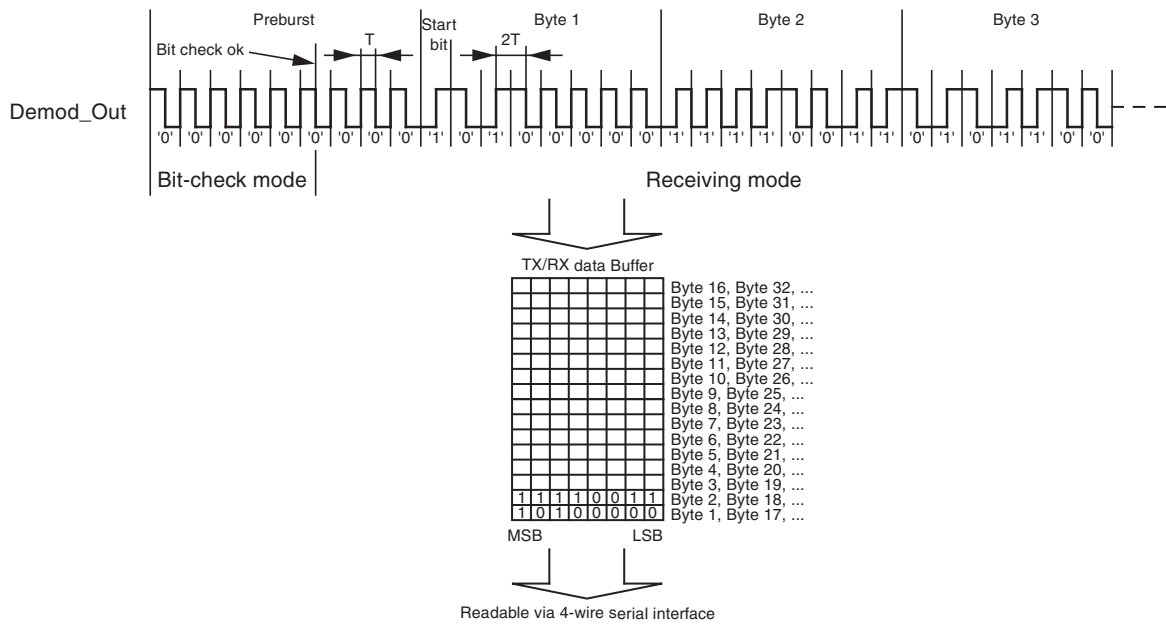 Preburst
Start bit
Byte 1
Byte 2
Byte 3
Bit check ok
T
2T
Demod_Out
'0' '0' '0' '0' '0' '0' '0' '0' '0' '1' '0' '1' '0' '0' '0' '0' '0' '1' '1' '1' '1' '0' '0' '1' '1' '0' '1' '0' '1' '1' '0' '0'
Bit-check mode
Receiving mode
TX/RX data Buffer
Byte 16, Byte 32, ...
Byte 15, Byte 31, ...
Byte 14, Byte 30, ...
Byte 13, Byte 29, ...
Byte 12, Byte 28, ...
Byte 11, Byte 27, ...
Byte 10, Byte 26, ...
Byte 9, Byte 25, ...
Byte 8, Byte 24, ...
Byte 7, Byte 23, ...
Byte 6, Byte 22, ...
Byte 5, Byte 21, ...
Byte 4, Byte 20, ...
Byte 3, Byte 19, ...
1 1 1 1 0 0 1 1 Byte 2, Byte 18, ...
1 0 1 0 0 0 0 0 Byte 1, Byte 17, ...
MSB LSB
Readable via 4-wire serial interface